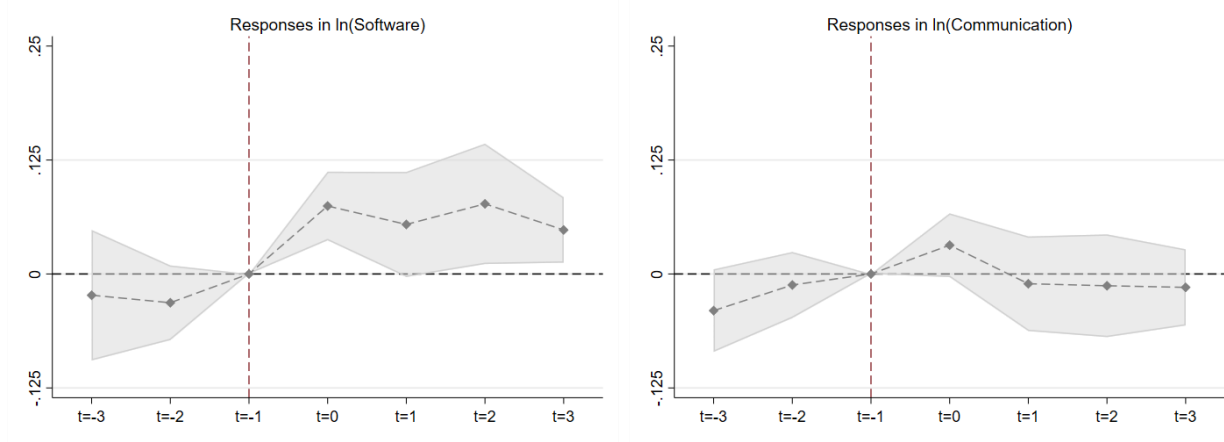 Responses in ln(Software)
.25
.125
0
-.125
t=-3 t=-2 t=-1 t=0 t=1 t=2 t=3
Responses in ln(Communication)
.25
.125
0
-.125
t=-3 t=-2 t=-1 t=0 t=1 t=2 t=3